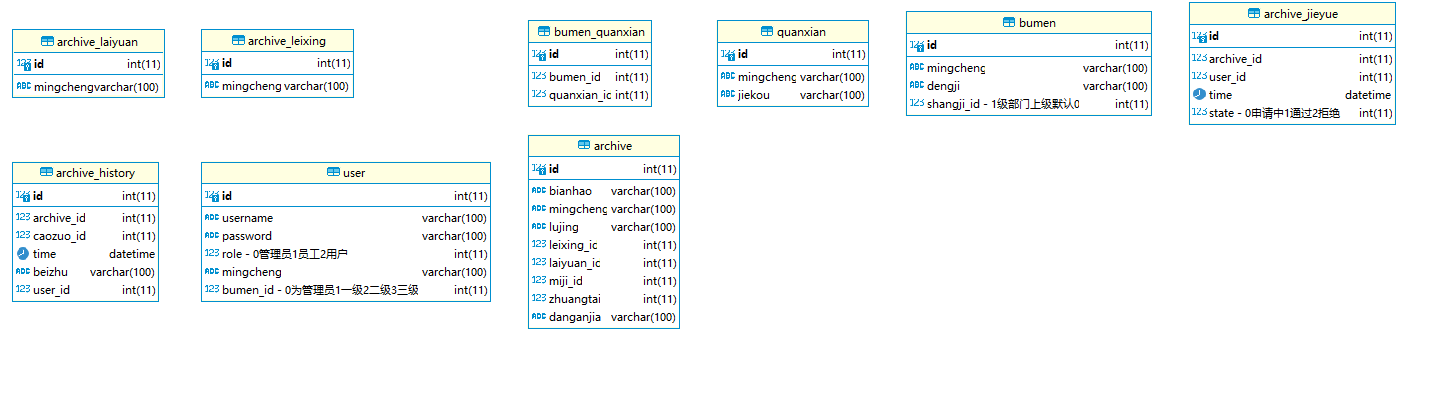 archive_laiyuan
id int(11)
mingchengvarchar(100)
archive_leixing
id int(11)
mingcheng varchar(100)
bumen_quanxian
id int(11)
bumen_id int(11)
quanxian_id int(11)
quanxian
id int(11)
mingcheng varchar(100)
jiekou varchar(100)
bumen
id int(11)
mingcheng varchar(100)
dengji varchar(100)
shangji_id - 1级部门上级默认0 int(11)
archive_jieyue
id int(11)
archive_id int(11)
user_id int(11)
time datetime
state - 0申请中1通过2拒绝 int(11)
archive_history
id int(11)
archive_id int(11)
caozuo_id int(11)
time datetime
beizhu varchar(100)
user_id int(11)
user
id int(11)
username varchar(100)
password varchar(100)
role - 0管理员1员工2用户 int(11)
mingcheng varchar(100)
bumen_id - 0为管理员1一级2二级3三级 int(11)
archive
id int(11)
bianhao varchar(100)
mingcheng varchar(100)
lujing varchar(100)
leixing_id int(11)
laiyuan_id int(11)
miji_id int(11)
zhuangtai int(11)
danganjia varchar(100)